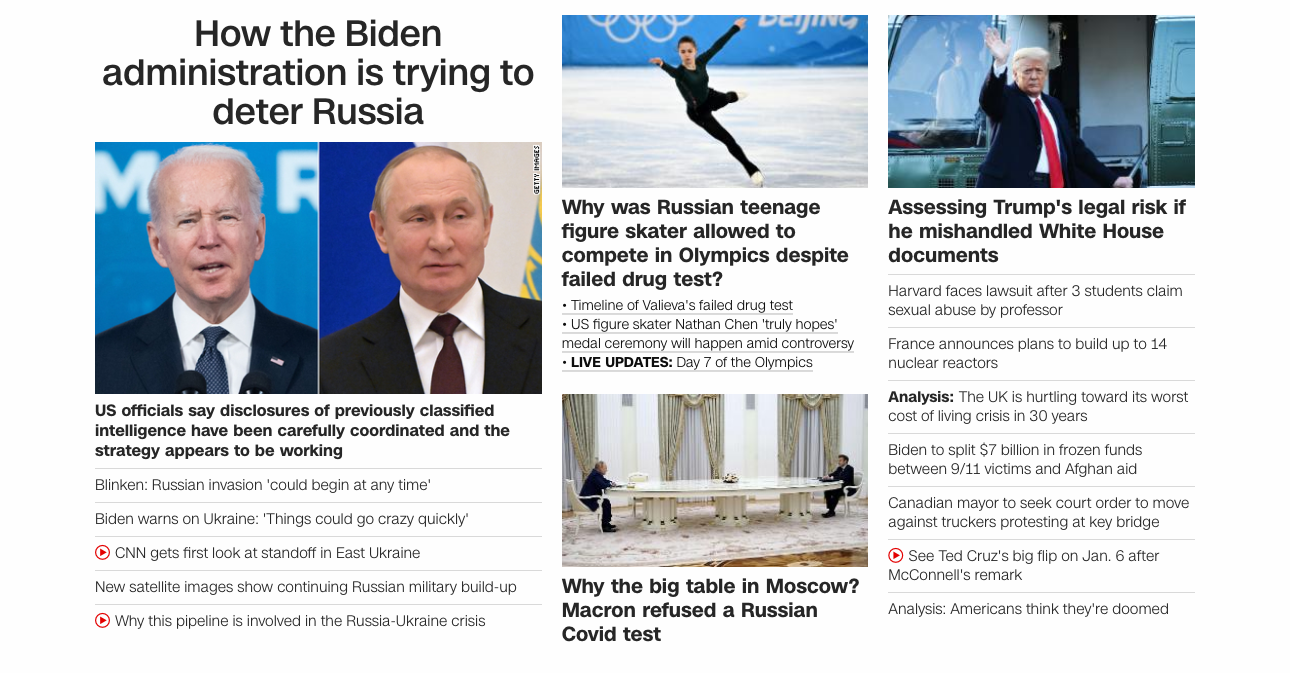 How the Biden
administration is trying to
deter Russia
GETTY IMAGES
US officials say disclosures of previously classified
intelligence have been carefully coordinated and the
strategy appears to be working
Blinken: Russian invasion 'could begin at any time'
Biden warns on Ukraine: 'Things could go crazy quickly'
CNN gets first look at standoff in East Ukraine
New satellite images show continuing Russian military build-up
Why this pipeline is involved in the Russia-Ukraine crisis
BEIJING
Why was Russian teenage
figure skater allowed to
compete in Olympics despite
failed drug test?
• Timeline of Valieva's failed drug test
• US figure skater Nathan Chen 'truly hopes'
medal ceremony will happen amid controversy
• LIVE UPDATES: Day 7 of the Olympics
Why the big table in Moscow?
Macron refused a Russian
Covid test
Assessing Trump's legal risk if
he mishandled White House
documents
Harvard faces lawsuit after 3 students claim
sexual abuse by professor
France announces plans to build up to 14
nuclear reactors
Analysis: The UK is hurtling toward its worst
cost of living crisis in 30 years
Biden to split $7 billion in frozen funds
between 9/11 victims and Afghan aid
Canadian mayor to seek court order to move
against truckers protesting at key bridge
See Ted Cruz's big flip on Jan. 6 after
McConnell's remark
Analysis: Americans think they're doomed